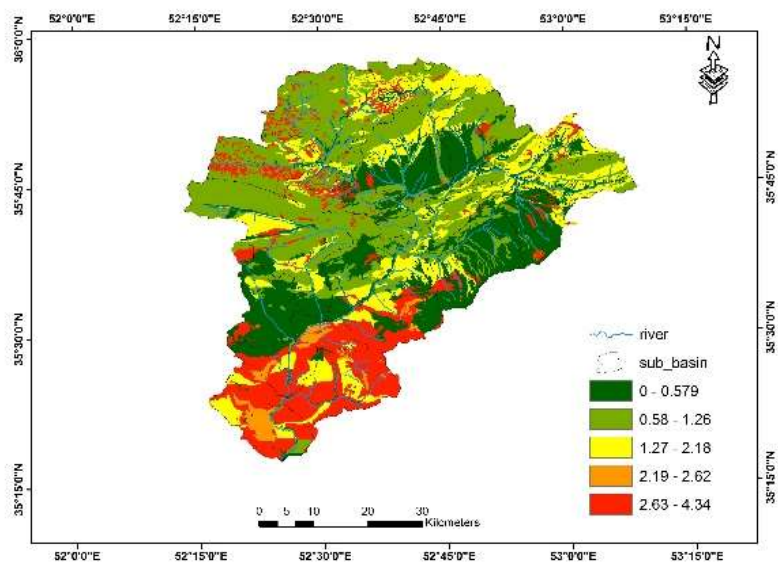 52°0'0"E 52°15'0"E 52°30'0"E 52°45'0"E 53°0'0"E 53°15'0"E
36°0'0"N
N
35°45'0"N 35°45'0"N
35°30'0"N 35°30'0"N
river
sub_basin
0 - 0.579
0.58 - 1.26
1.27 - 2.18
2.19 - 2.62
2.63 - 4.34
35°15'0"N 35°15'0"N
0 5 10 20 30
Kilometers
52°0'0"E 52°15'0"E 52°30'0"E 52°45'0"E 53°0'0"E 53°15'0"E